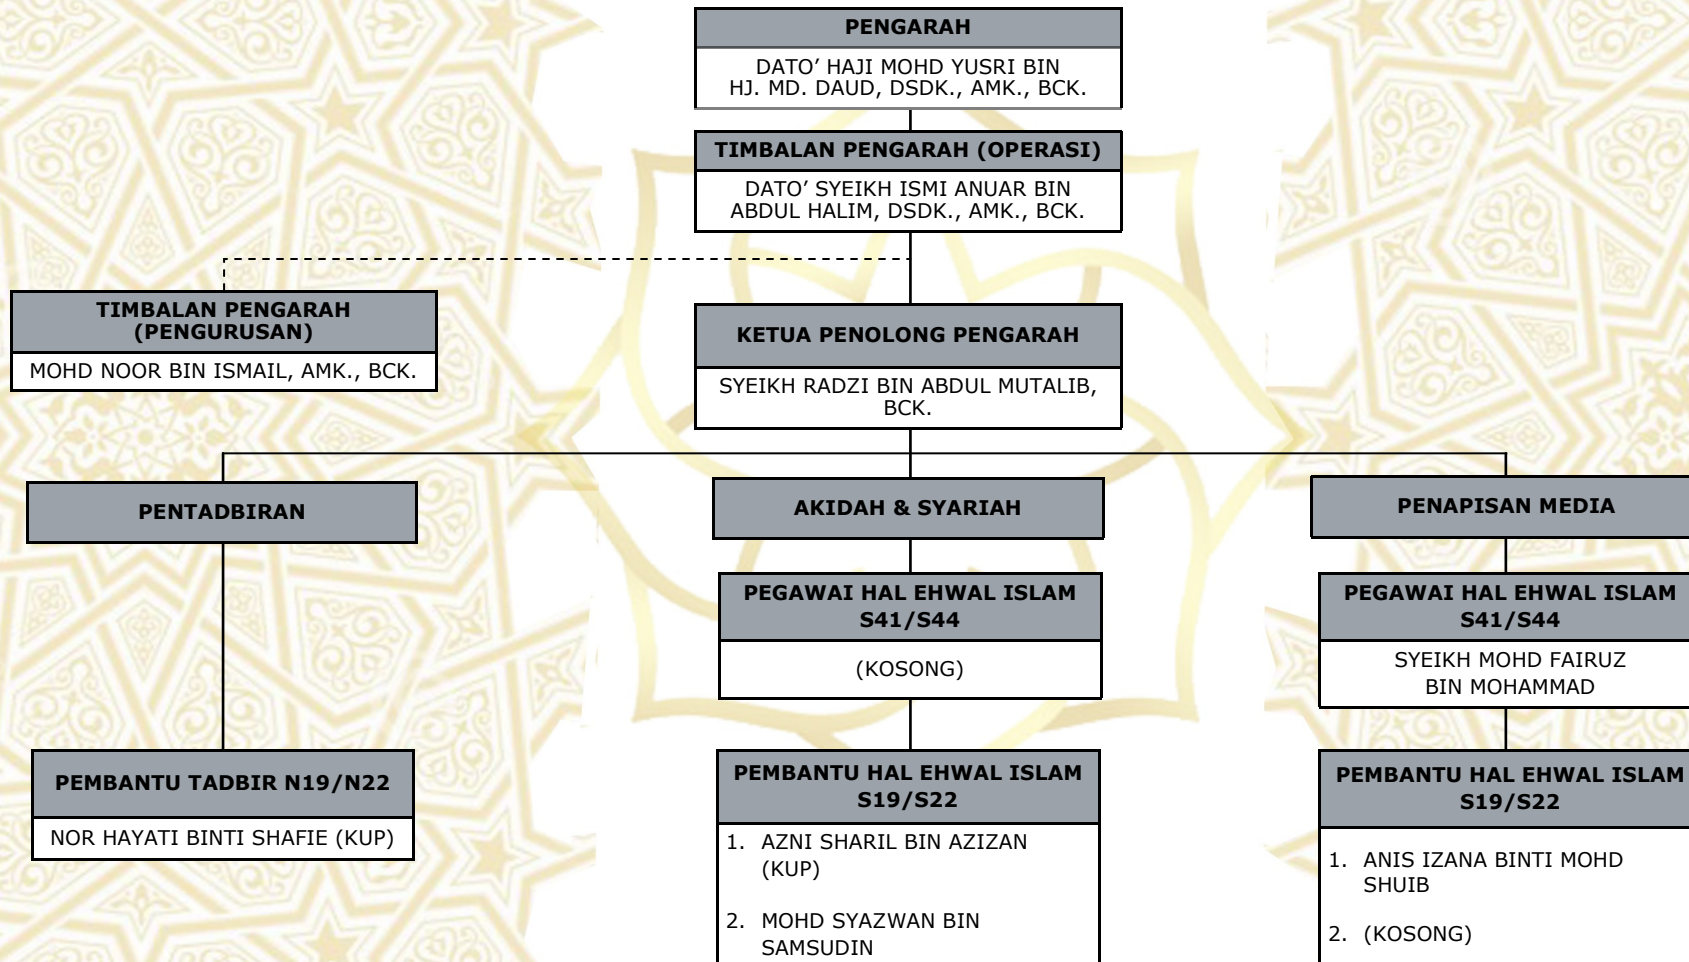 PENGARAH
DATO’ HAJI MOHD YUSRI BIN
HJ. MD. DAUD, DSDK., AMK., BCK.
TIMBALAN PENGARAH (OPERASI)
DATO’ SYEIKH ISMI ANUAR BIN
ABDUL HALIM, DSDK., AMK., BCK.
TIMBALAN PENGARAH
(PENGURUSAN)
MOHD NOOR BIN ISMAIL, AMK., BCK.
KETUA PENOLONG PENGARAH
SYEIKH RADZI BIN ABDUL MUTALIB,
BCK.
PENTADBIRAN
PEMBANTU TADBIR N19/N22
NOR HAYATI BINTI SHAFIE (KUP)
AKIDAH & SYARIAH
PEGAWAI HAL EHWAL ISLAM
S41/S44
(KOSONG)
PEMBANTU HAL EHWAL ISLAM
S19/S22
1. AZNI SHARIL BIN AZIZAN
(KUP)
2. MOHD SYAZWAN BIN
SAMSUDIN
PENAPISAN MEDIA
PEGAWAI HAL EHWAL ISLAM
S41/S44
SYEIKH MOHD FAIRUZ
BIN MOHAMMAD
PEMBANTU HAL EHWAL ISLAM
S19/S22
1. ANIS IZANA BINTI MOHD
SHUIB
2. (KOSONG)